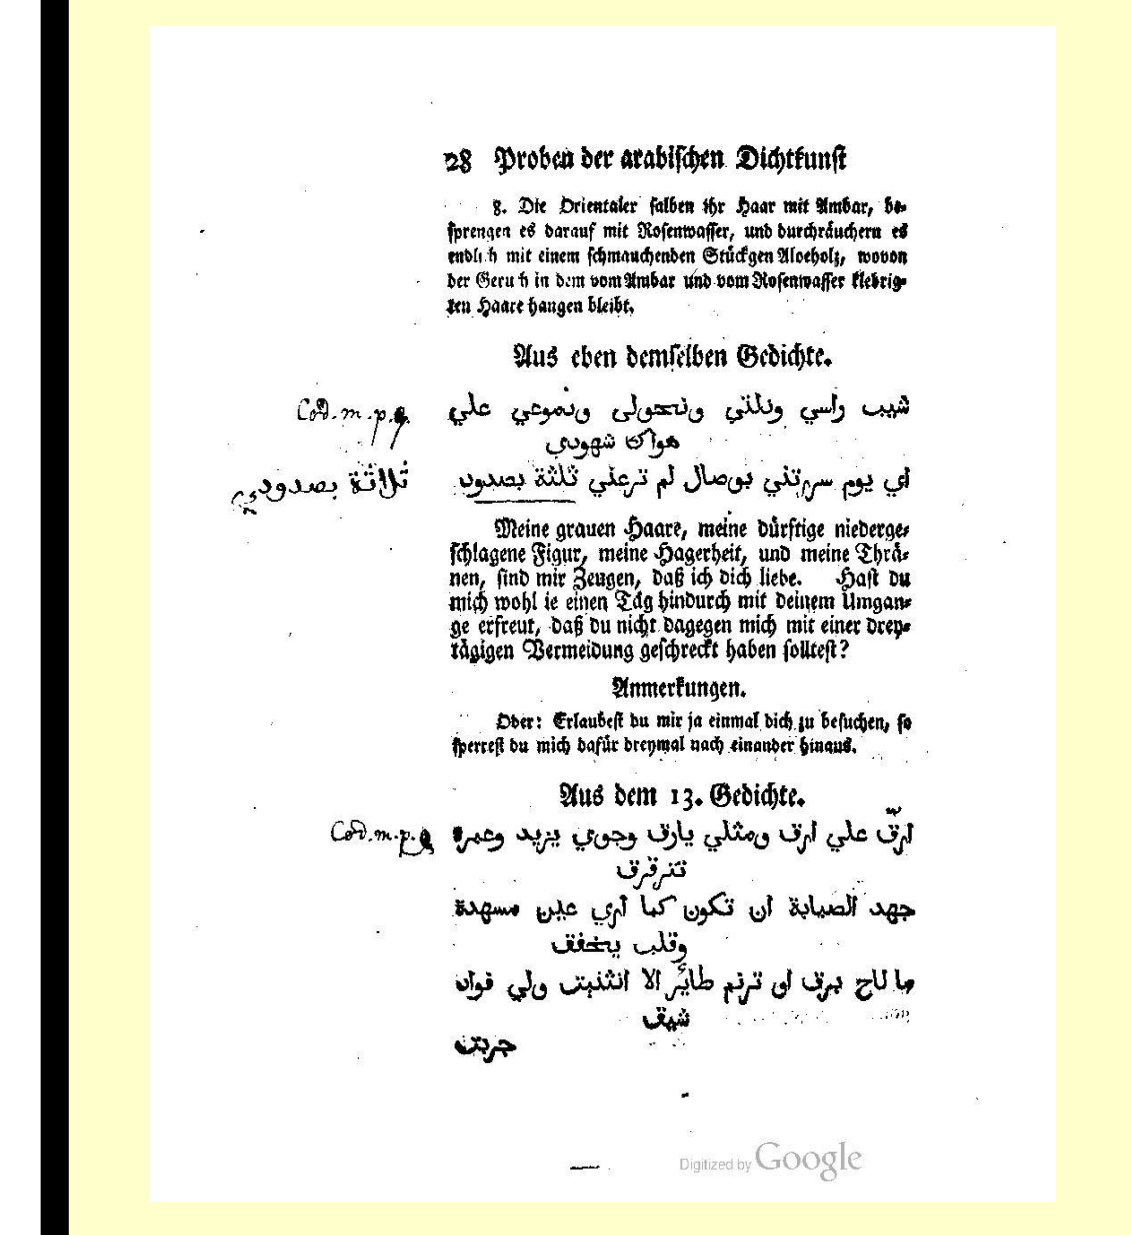 28 Proben der arabischen Dichtkunst
8. Die Orientaler salben ihr Haar mit Ambar, be-
sprengen es darauf mit Rosenwasser, und durchräuchern es
endlich mit einem schmauchenden Stückgen Aloeholz, wovon
der Geruch in dem vom Ambar und vom Rosenwasser klebrig-
ten Haare hangen bleibt.
Aus eben demselben Gedichte.
شيب راسي وذلتي ونحولي ودموعي علي
Cod. m. p.
هواك شهودي
اي يوم سررتني بوصال لم ترعني ثلثة بصدود
ثلاثة بصدودي
Meine grauen Haare, meine dürftige niederge-
schlagene Figur, meine Hagerheit, und meine Thrä-
nen, sind mir Zeugen, daß ich dich liebe. Hast du
mich wohl ie einen Tag hindurch mit deinem Umgan-
ge erfreut, daß du nicht dagegen mich mit einer drey-
tägigen Vermeidung geschreckt haben solltest?
Anmerkungen.
Oder: Erlaubest du mir ja einmal dich zu besuchen, so
sperrest du mich dafür dreymal nach einander hinaus.
Aus dem 13. Gedichte.
ارق علي ارق ومثلي يارق وجوي يزيد وعبرة
Cod. m. p.
تترقرق
جهد الصبابة ان تكون كما اري عين مسهدة
وقلب يخفق
ما لاح برق او ترنم طائر الا انثنيت ولي فواد
شيق
جربت
Digitized by Google